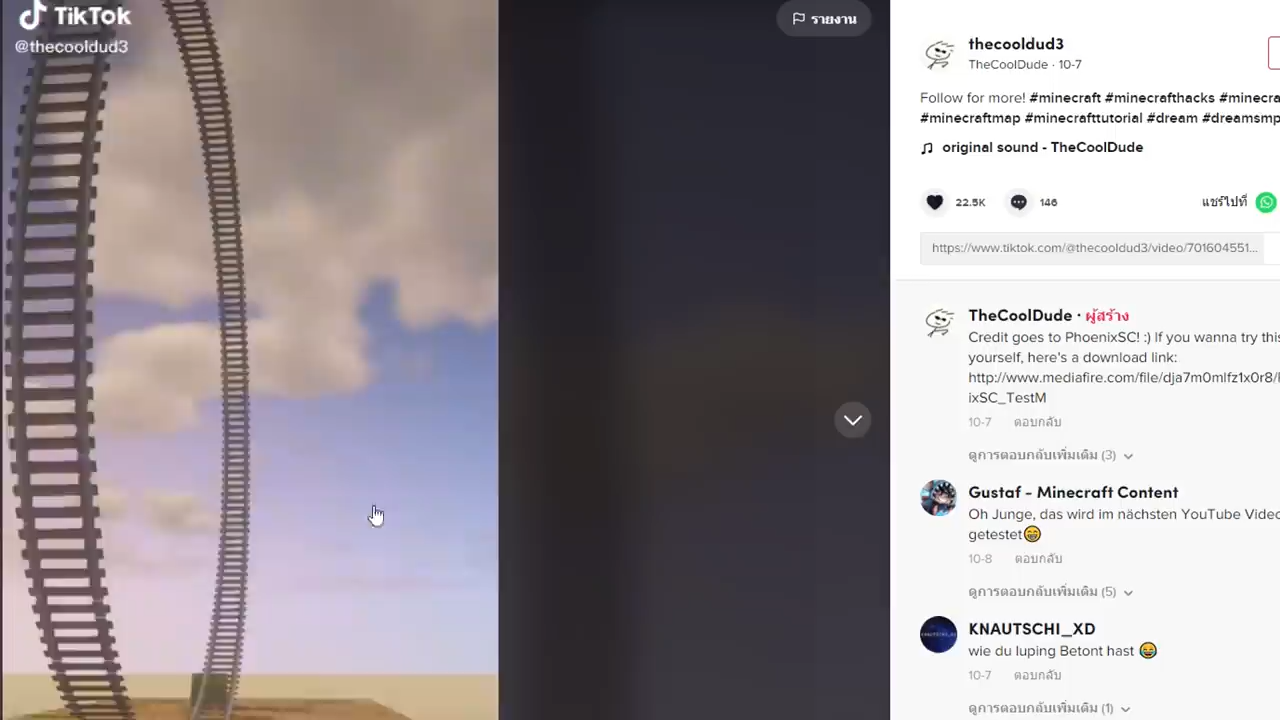 TikTok
@thecooldud3
รายงาน
thecooldud3
TheCoolDude · 10-7
Follow for more! #minecraft #minecrafthacks #minecra
#minecraftmap #minecrafttutorial #dream #dreamsmp
original sound - TheCoolDude
22.5K
146
แชร์ไปที่
https://www.tiktok.com/@thecooldud3/video/701604551...
TheCoolDude · ผู้สร้าง
Credit goes to PhoenixSC! :) If you wanna try this
yourself, here's a download link:
http://www.mediafire.com/file/dja7m0mlfz1x0r8/
ixSC_TestM
10-7 ตอบกลับ
ดูการตอบกลับเพิ่มเติม (3)
Gustaf - Minecraft Content
Oh Junge, das wird im nächsten YouTube Video
getestet😁
10-8 ตอบกลับ
ดูการตอบกลับเพิ่มเติม (5)
KNAUTSCHI_XD
wie du luping Betont hast 😂
10-7 ตอบกลับ
ดูการตอบกลับเพิ่มเติม (1)